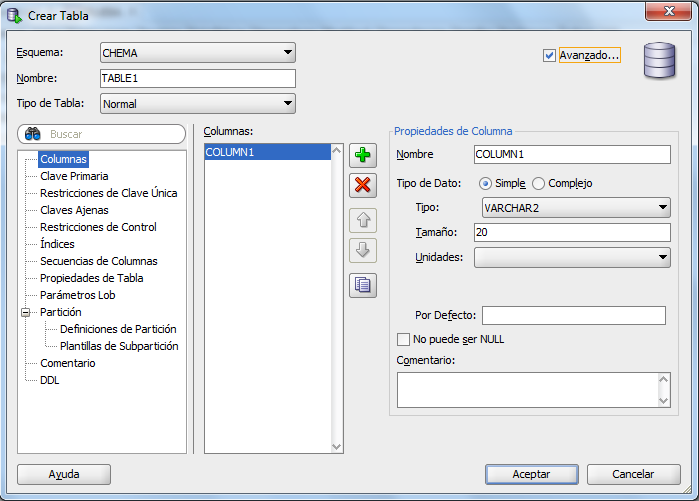 Crear Tabla
Esquema: CHEMA
Avanzado...
Nombre: TABLE1
Tipo de Tabla: Normal
Buscar
Columnas
Clave Primaria
Restricciones de Clave Única
Claves Ajenas
Restricciones de Control
Índices
Secuencias de Columnas
Propiedades de Tabla
Parámetros Lob
Partición
Definiciones de Partición
Plantillas de Subpartición
Comentario
DDL
Columnas:
COLUMN1
Propiedades de Columna
Nombre COLUMN1
Tipo de Dato: Simple Complejo
Tipo: VARCHAR2
Tamaño: 20
Unidades:
Por Defecto:
No puede ser NULL
Comentario:
Ayuda
Aceptar
Cancelar